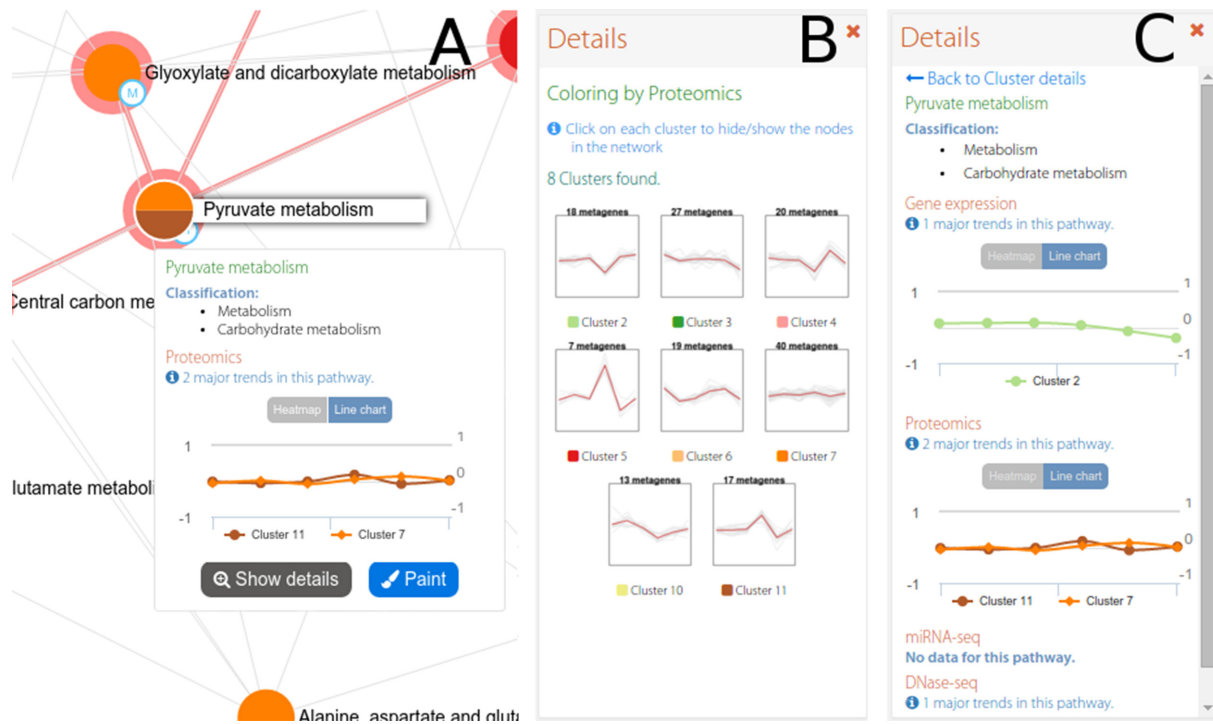 A
Glyoxylate and dicarboxylate metabolism
M
Pyruvate metabolism
Pyruvate metabolism
Classification:
• Metabolism
• Carbohydrate metabolism
Central carbon me
Proteomics
2 major trends in this pathway.
Heatmap Line chart
1 1
0
-1 -1
Cluster 11 Cluster 7
lutamate metaboli
Show details Paint
Alanine, aspartate and glut
Details B
Coloring by Proteomics
Click on each cluster to hide/show the nodes
in the network
8 Clusters found.
18 metagenes 27 metagenes 20 metagenes
Cluster 2 Cluster 3 Cluster 4
7 metagenes 19 metagenes 40 metagenes
Cluster 5 Cluster 6 Cluster 7
13 metagenes 17 metagenes
Cluster 10 Cluster 11
Details C
Back to Cluster details
Pyruvate metabolism
Classification:
• Metabolism
• Carbohydrate metabolism
Gene expression
1 major trends in this pathway.
Heatmap Line chart
1 1
0
-1 -1
Cluster 2
Proteomics
2 major trends in this pathway.
Heatmap Line chart
1 1
0
-1 -1
Cluster 11 Cluster 7
miRNA-seq
No data for this pathway.
DNase-seq
1 major trends in this pathway.